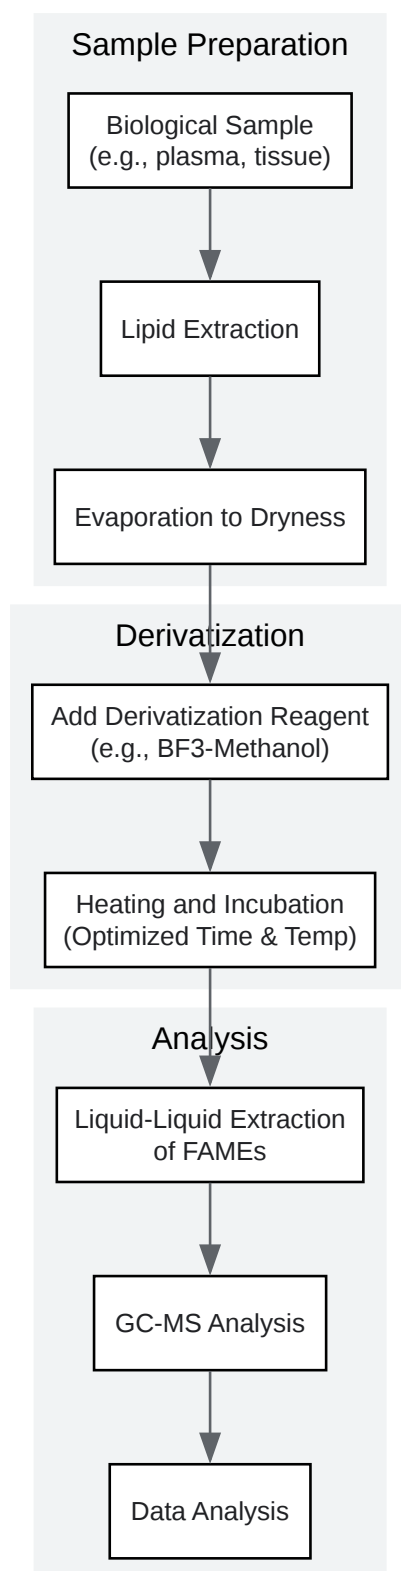 Sample Preparation
Biological Sample
(e.g., plasma, tissue)
Lipid Extraction
Evaporation to Dryness
Derivatization
Add Derivatization Reagent
(e.g., BF3-Methanol)
Heating and Incubation
(Optimized Time & Temp)
Analysis
Liquid-Liquid Extraction
of FAMEs
GC-MS Analysis
Data Analysis